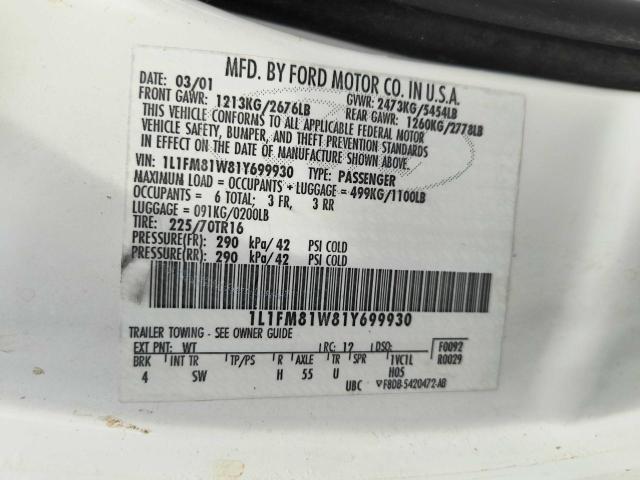 MFD. BY FORD MOTOR CO. IN U.S.A.
DATE: 03/01 GVWR: 2473KG/5454LB
FRONT GAWR: 1213KG/2676LB REAR GAWR: 1260KG/2778LB
THIS VEHICLE CONFORMS TO ALL APPLICABLE FEDERAL MOTOR
VEHICLE SAFETY, BUMPER, AND THEFT PREVENTION STANDARDS
IN EFFECT ON THE DATE OF MANUFACTURE SHOWN ABOVE.
VIN: 1L1FM81W81Y699930 TYPE: PASSENGER
MAXIMUM LOAD = OCCUPANTS + LUGGAGE = 499KG/1100LB
OCCUPANTS = 6 TOTAL; 3 FR, 3 RR
LUGGAGE = 091KG/0200LB
TIRE: 225/70TR16
PRESSURE(FR) = 290 kPa/42 PSI COLD
PRESSURE(RR) = 290 kPa/42 PSI COLD
1L1FM81W81Y699930
TRAILER TOWING - SEE OWNER GUIDE
EXT PNT: WT RC: 12 DSO: F0092
BRK INT TR TP/PS R AXLE TR SPR 1VC1L R0029
4 SW H 55 U H05
UBC F8DB-5420472-AB